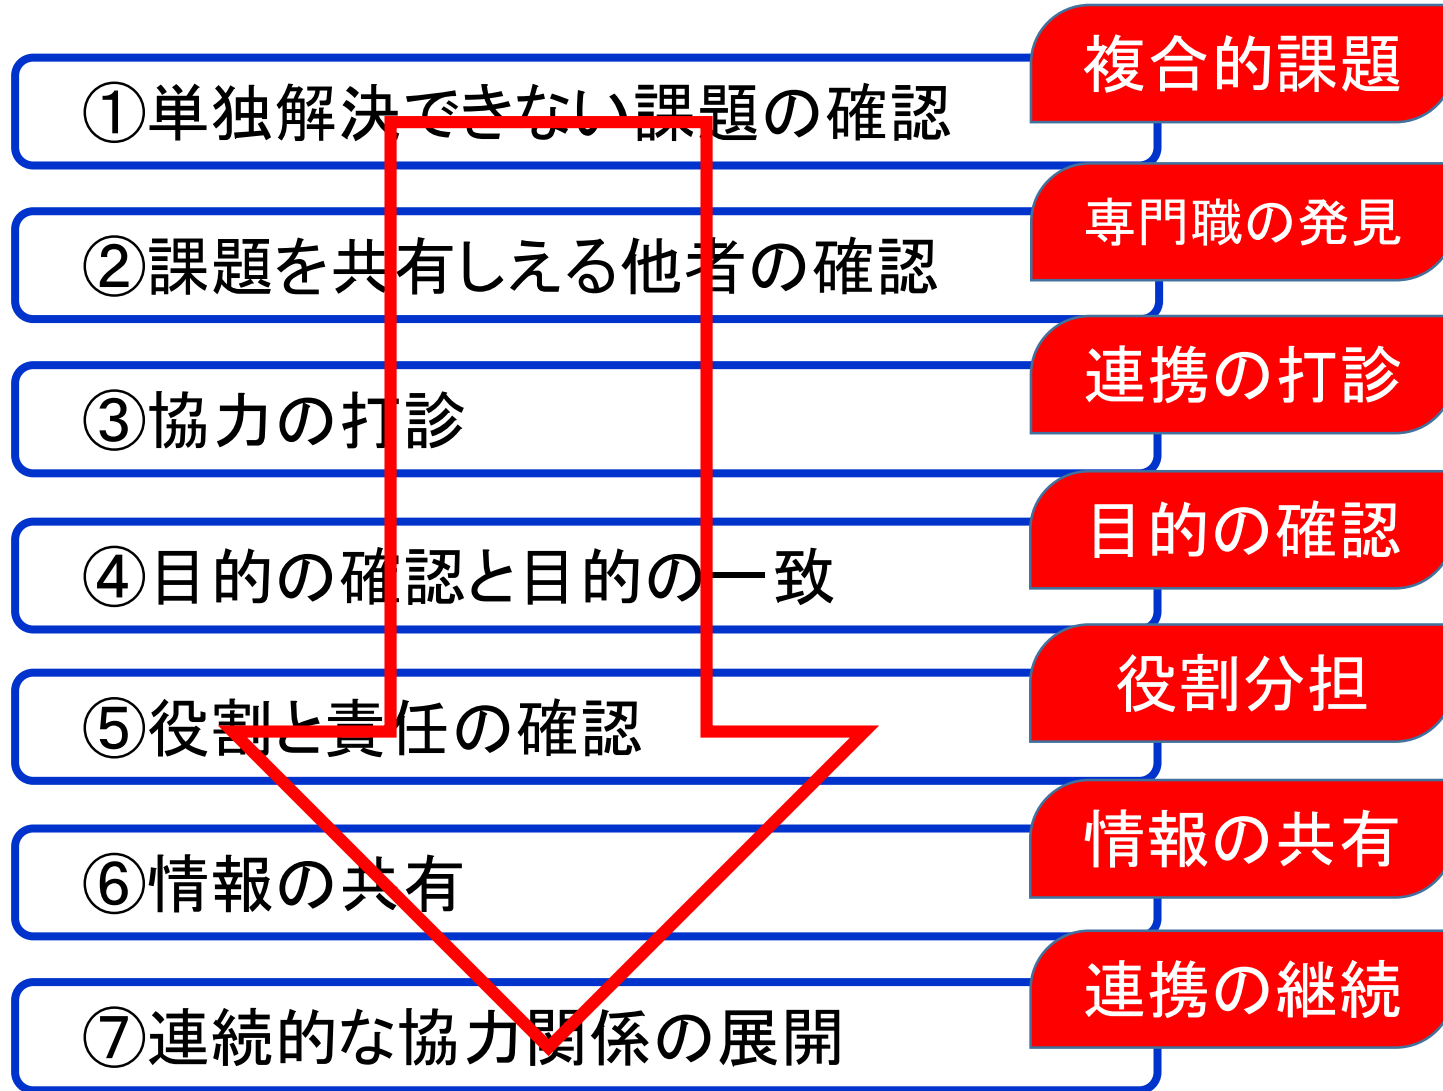 複合的課題
①単独解決できない課題の確認
専門職の発見
②課題を共有しえる他者の確認
連携の打診
③協力の打診
目的の確認
④目的の確認と目的の一致
役割分担
⑤役割と責任の確認
情報の共有
⑥情報の共有
連携の継続
⑦連続的な協力関係の展開